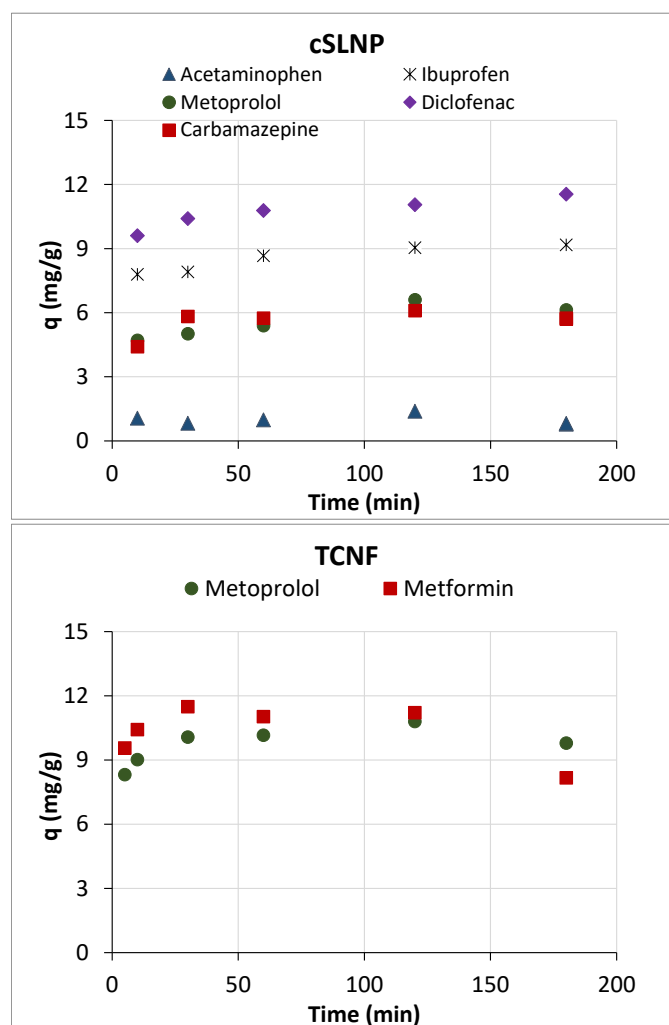 cSLNP
Acetaminophen Ibuprofen
Metoprolol Diclofenac
Carbamazepine
15
12
9
6
3
0
q (mg/g)
0 50 100 150 200
Time (min)
TCNF
Metoprolol Metformin
15
12
9
6
3
0
q (mg/g)
0 50 100 150 200
Time (min)